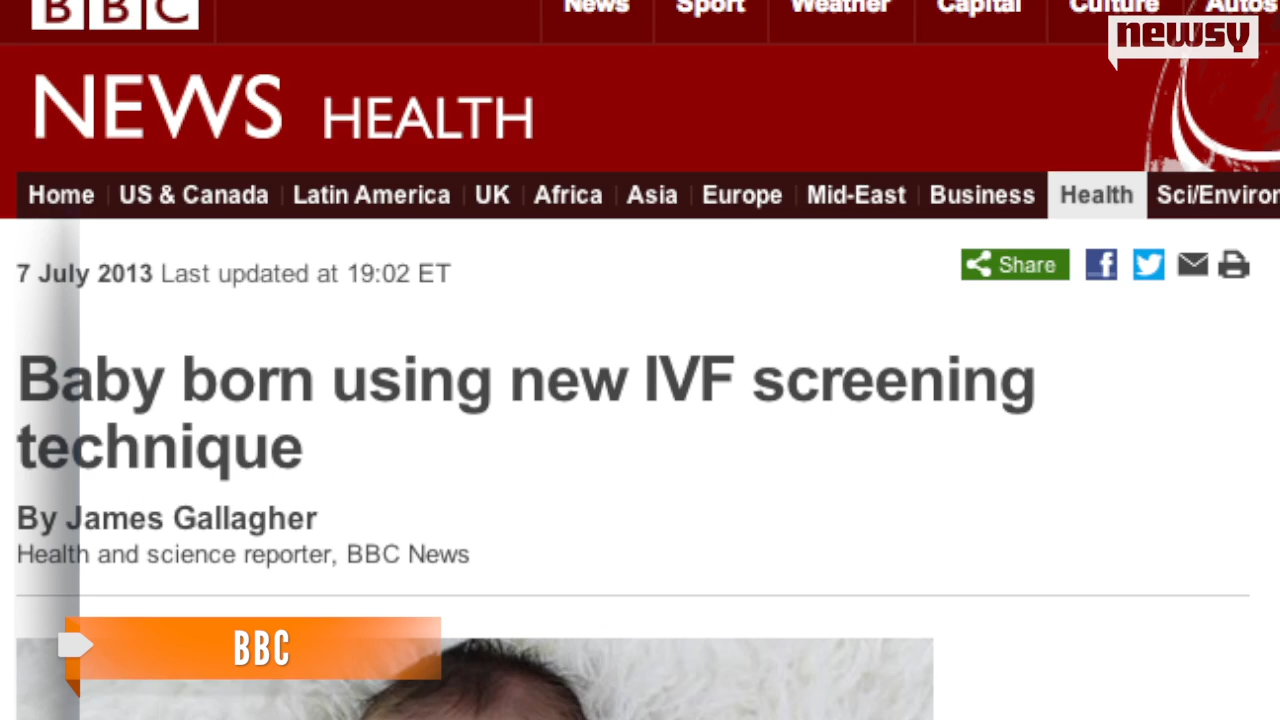 BBC
News Sport Weather Capital Culture Autos
newsy
NEWS HEALTH
Home US & Canada Latin America UK Africa Asia Europe Mid-East Business Health Sci/Environ
7 July 2013 Last updated at 19:02 ET
Share
Baby born using new IVF screening
technique
By James Gallagher
Health and science reporter, BBC News
BBC